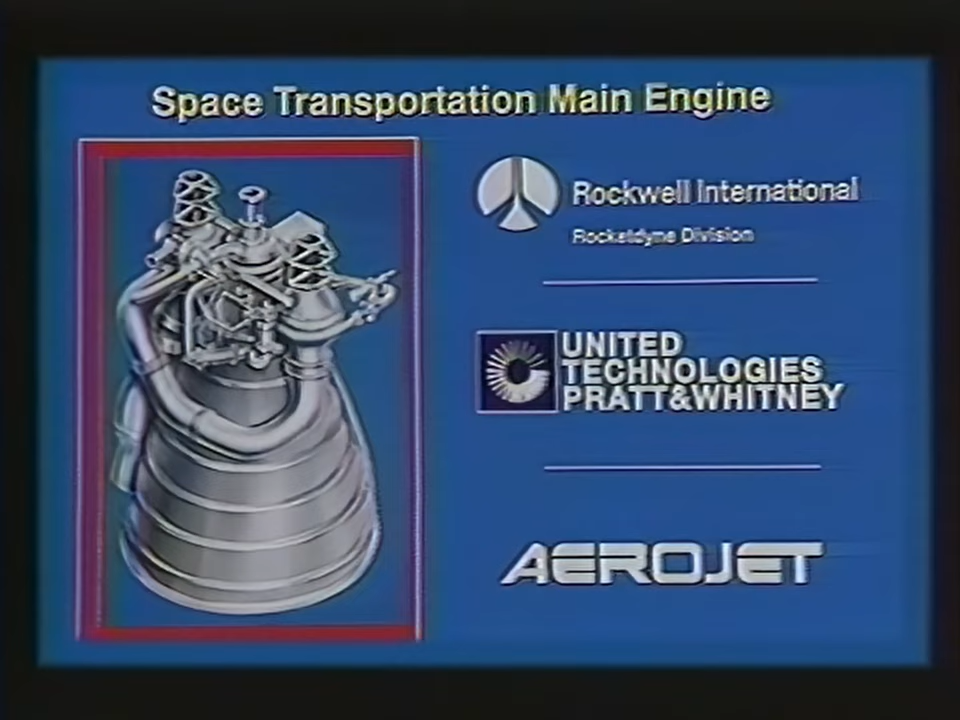 Space Transportation Main Engine
Rockwell International
Rocketdyne Division
UNITED
TECHNOLOGIES
PRATT&WHITNEY
AEROJET